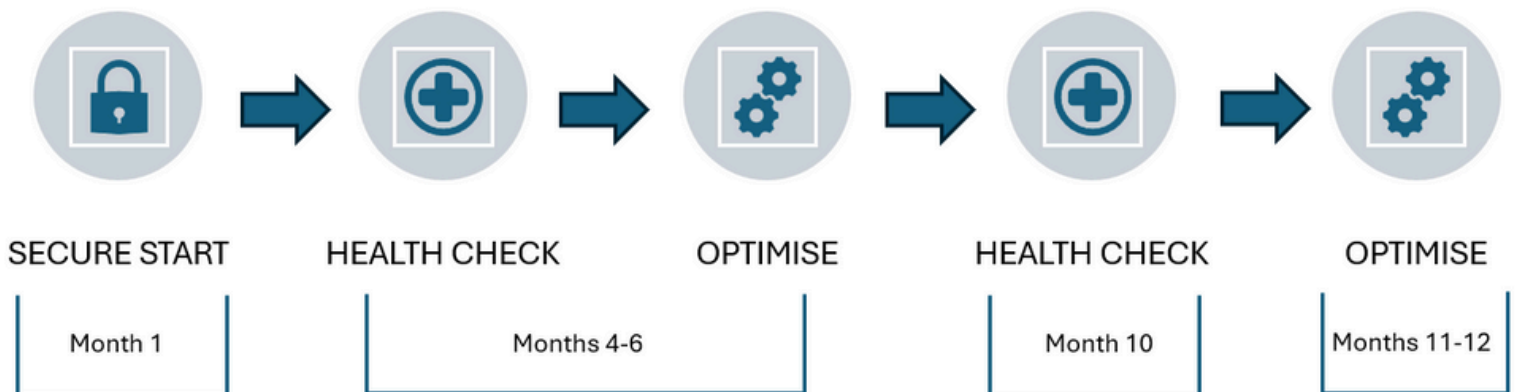 SECURE START
HEALTH CHECK
OPTIMISE
HEALTH CHECK
OPTIMISE
Month 1
Months 4-6
Month 10
Months 11-12